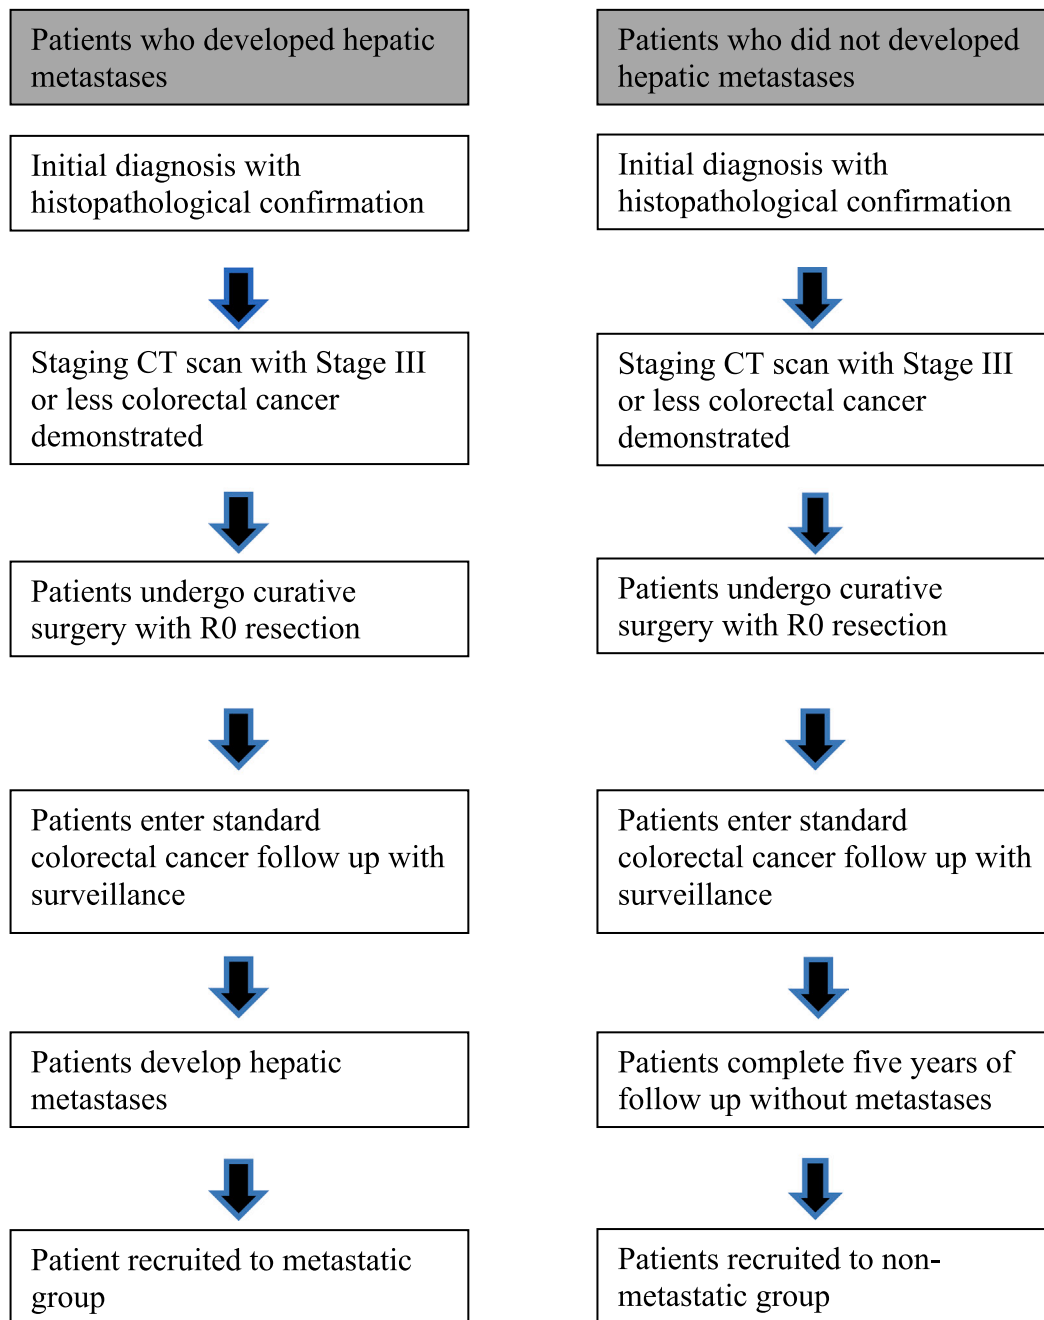 Patients who developed hepatic
metastases
Initial diagnosis with
histopathological confirmation
Staging CT scan with Stage III
or less colorectal cancer
demonstrated
Patients undergo curative
surgery with R0 resection
Patients enter standard
colorectal cancer follow up with
surveillance
Patients develop hepatic
metastases
Patient recruited to metastatic
group
Patients who did not developed
hepatic metastases
Initial diagnosis with
histopathological confirmation
Staging CT scan with Stage III
or less colorectal cancer
demonstrated
Patients undergo curative
surgery with R0 resection
Patients enter standard
colorectal cancer follow up with
surveillance
Patients complete five years of
follow up without metastases
Patients recruited to non-
metastatic group